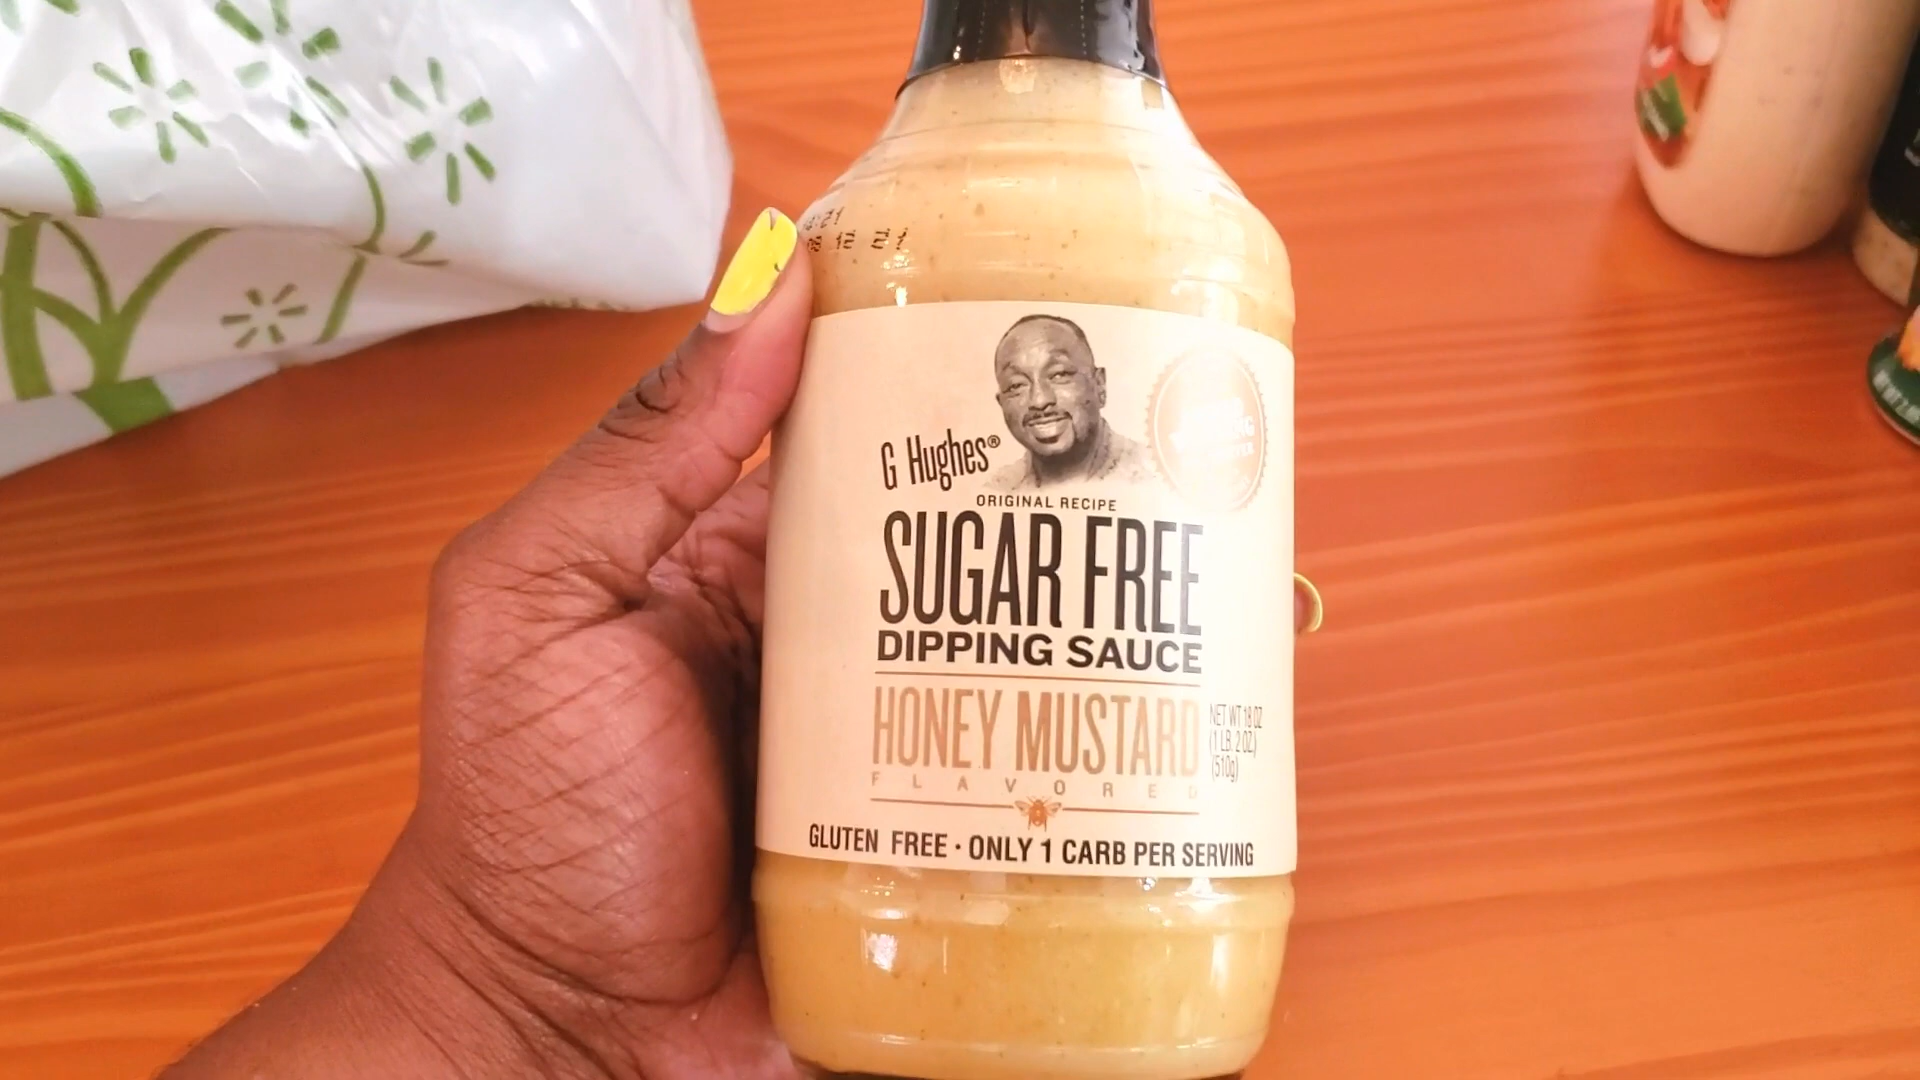 G Hughes®
ORIGINAL RECIPE
SUGAR FREE
DIPPING SAUCE
HONEY MUSTARD
FLAVORED
NET WT 18 OZ
(1 LB. 2 OZ)
(510g)
GLUTEN FREE · ONLY 1 CARB PER SERVING